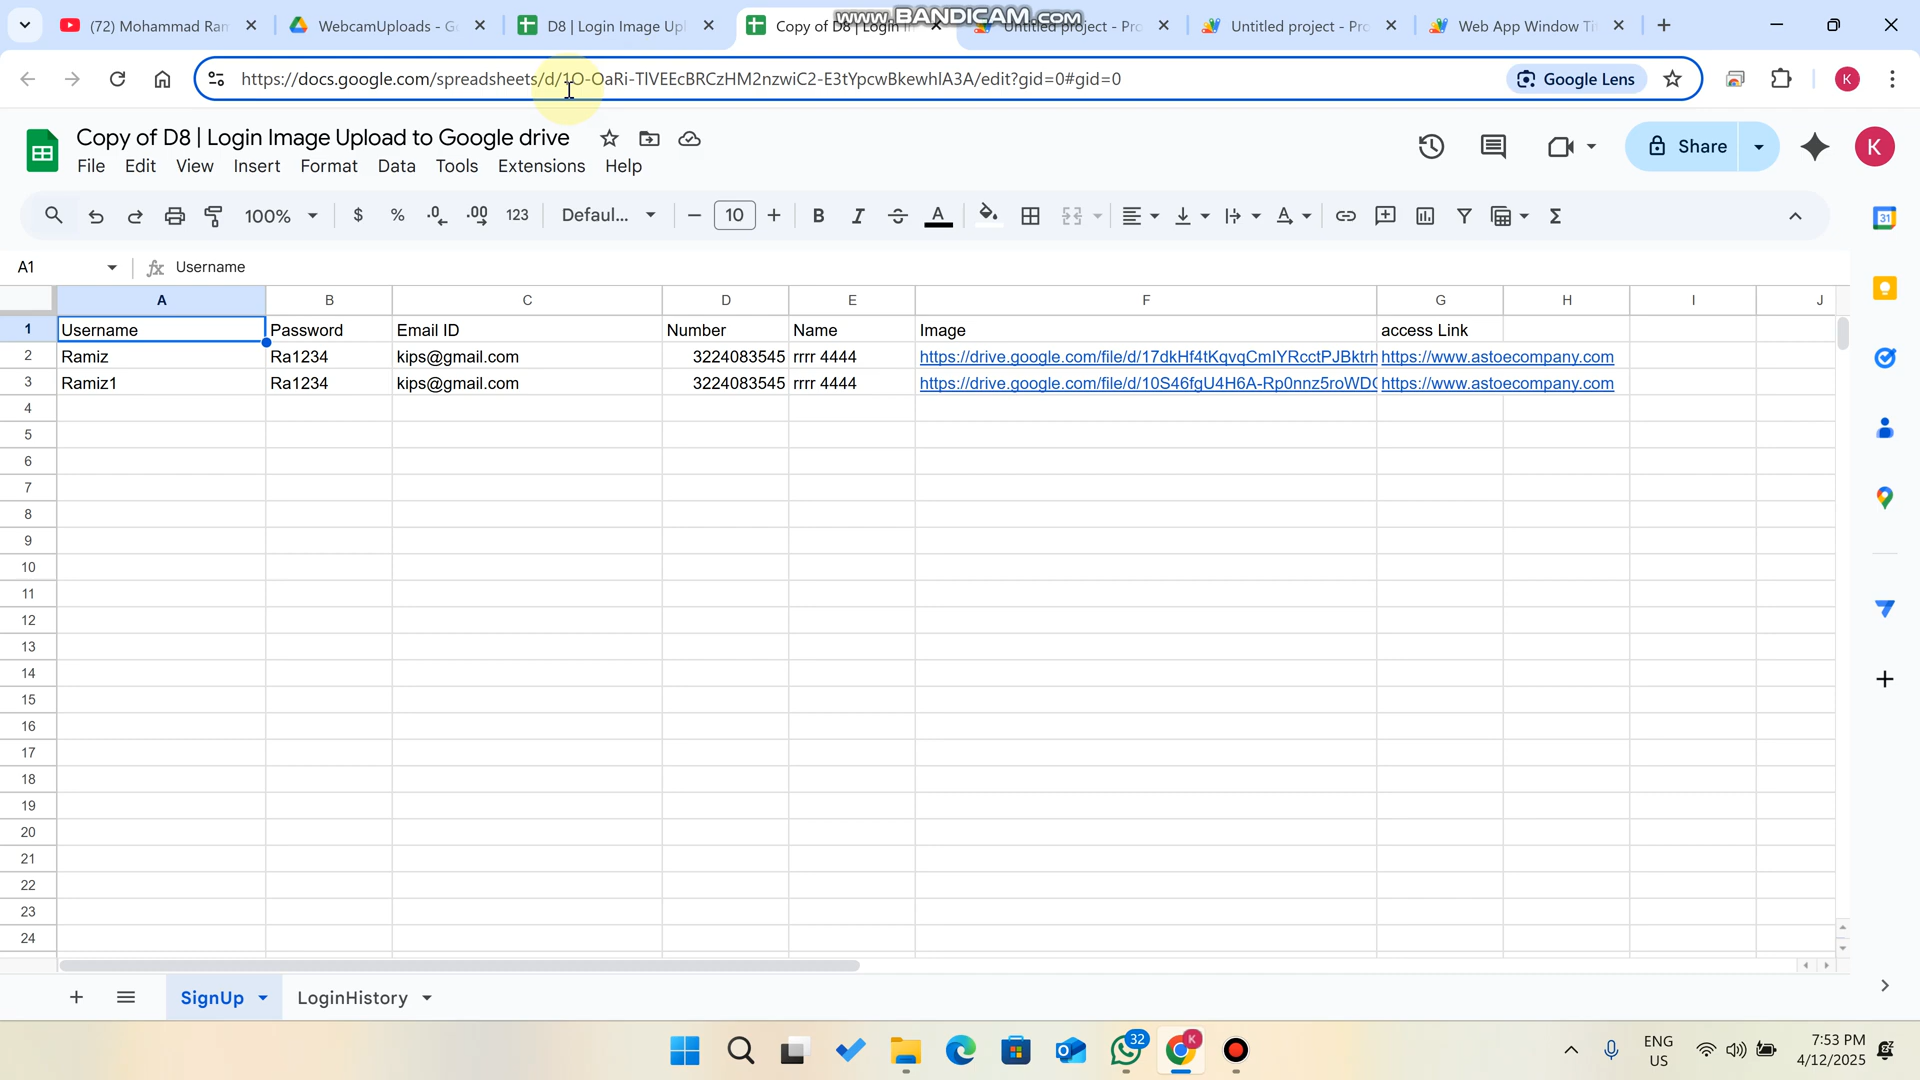 www.BANDICAM.com
(72) Mohammad Ram
WebcamUploads - Go
D8 | Login Image Upl
Copy of D8 | Login I
Untitled project - Pro
Untitled project - Pro
Web App Window Tit
https://docs.google.com/spreadsheets/d/1O-OaRi-TlVEEcBRCzHM2nzwiC2-E3tYpcwBkewhlA3A/edit?gid=0#gid=0
Google Lens
K
Copy of D8 | Login Image Upload to Google drive
Share
K
File Edit View Insert Format Data Tools Extensions Help
100% $ % .0 .00 123 Defaul... 10 B I A
31
A1 fx Username
A B C D E F G H I J
1 Username Password Email ID Number Name Image access Link
2 Ramiz Ra1234 kips@gmail.com 3224083545 rrrr 4444 https://drive.google.com/file/d/17dkHf4tKqvqCmIYRcctPJBktrh https://www.astoecompany.com
3 Ramiz1 Ra1234 kips@gmail.com 3224083545 rrrr 4444 https://drive.google.com/file/d/10S46fgU4H6A-Rp0nnz5roWD https://www.astoecompany.com
4
5
6
7
8
9
10
11
12
13
14
15
16
17
18
19
20
21
22
23
24
SignUp LoginHistory
32
K
ENG
US
7:53 PM
4/12/2025